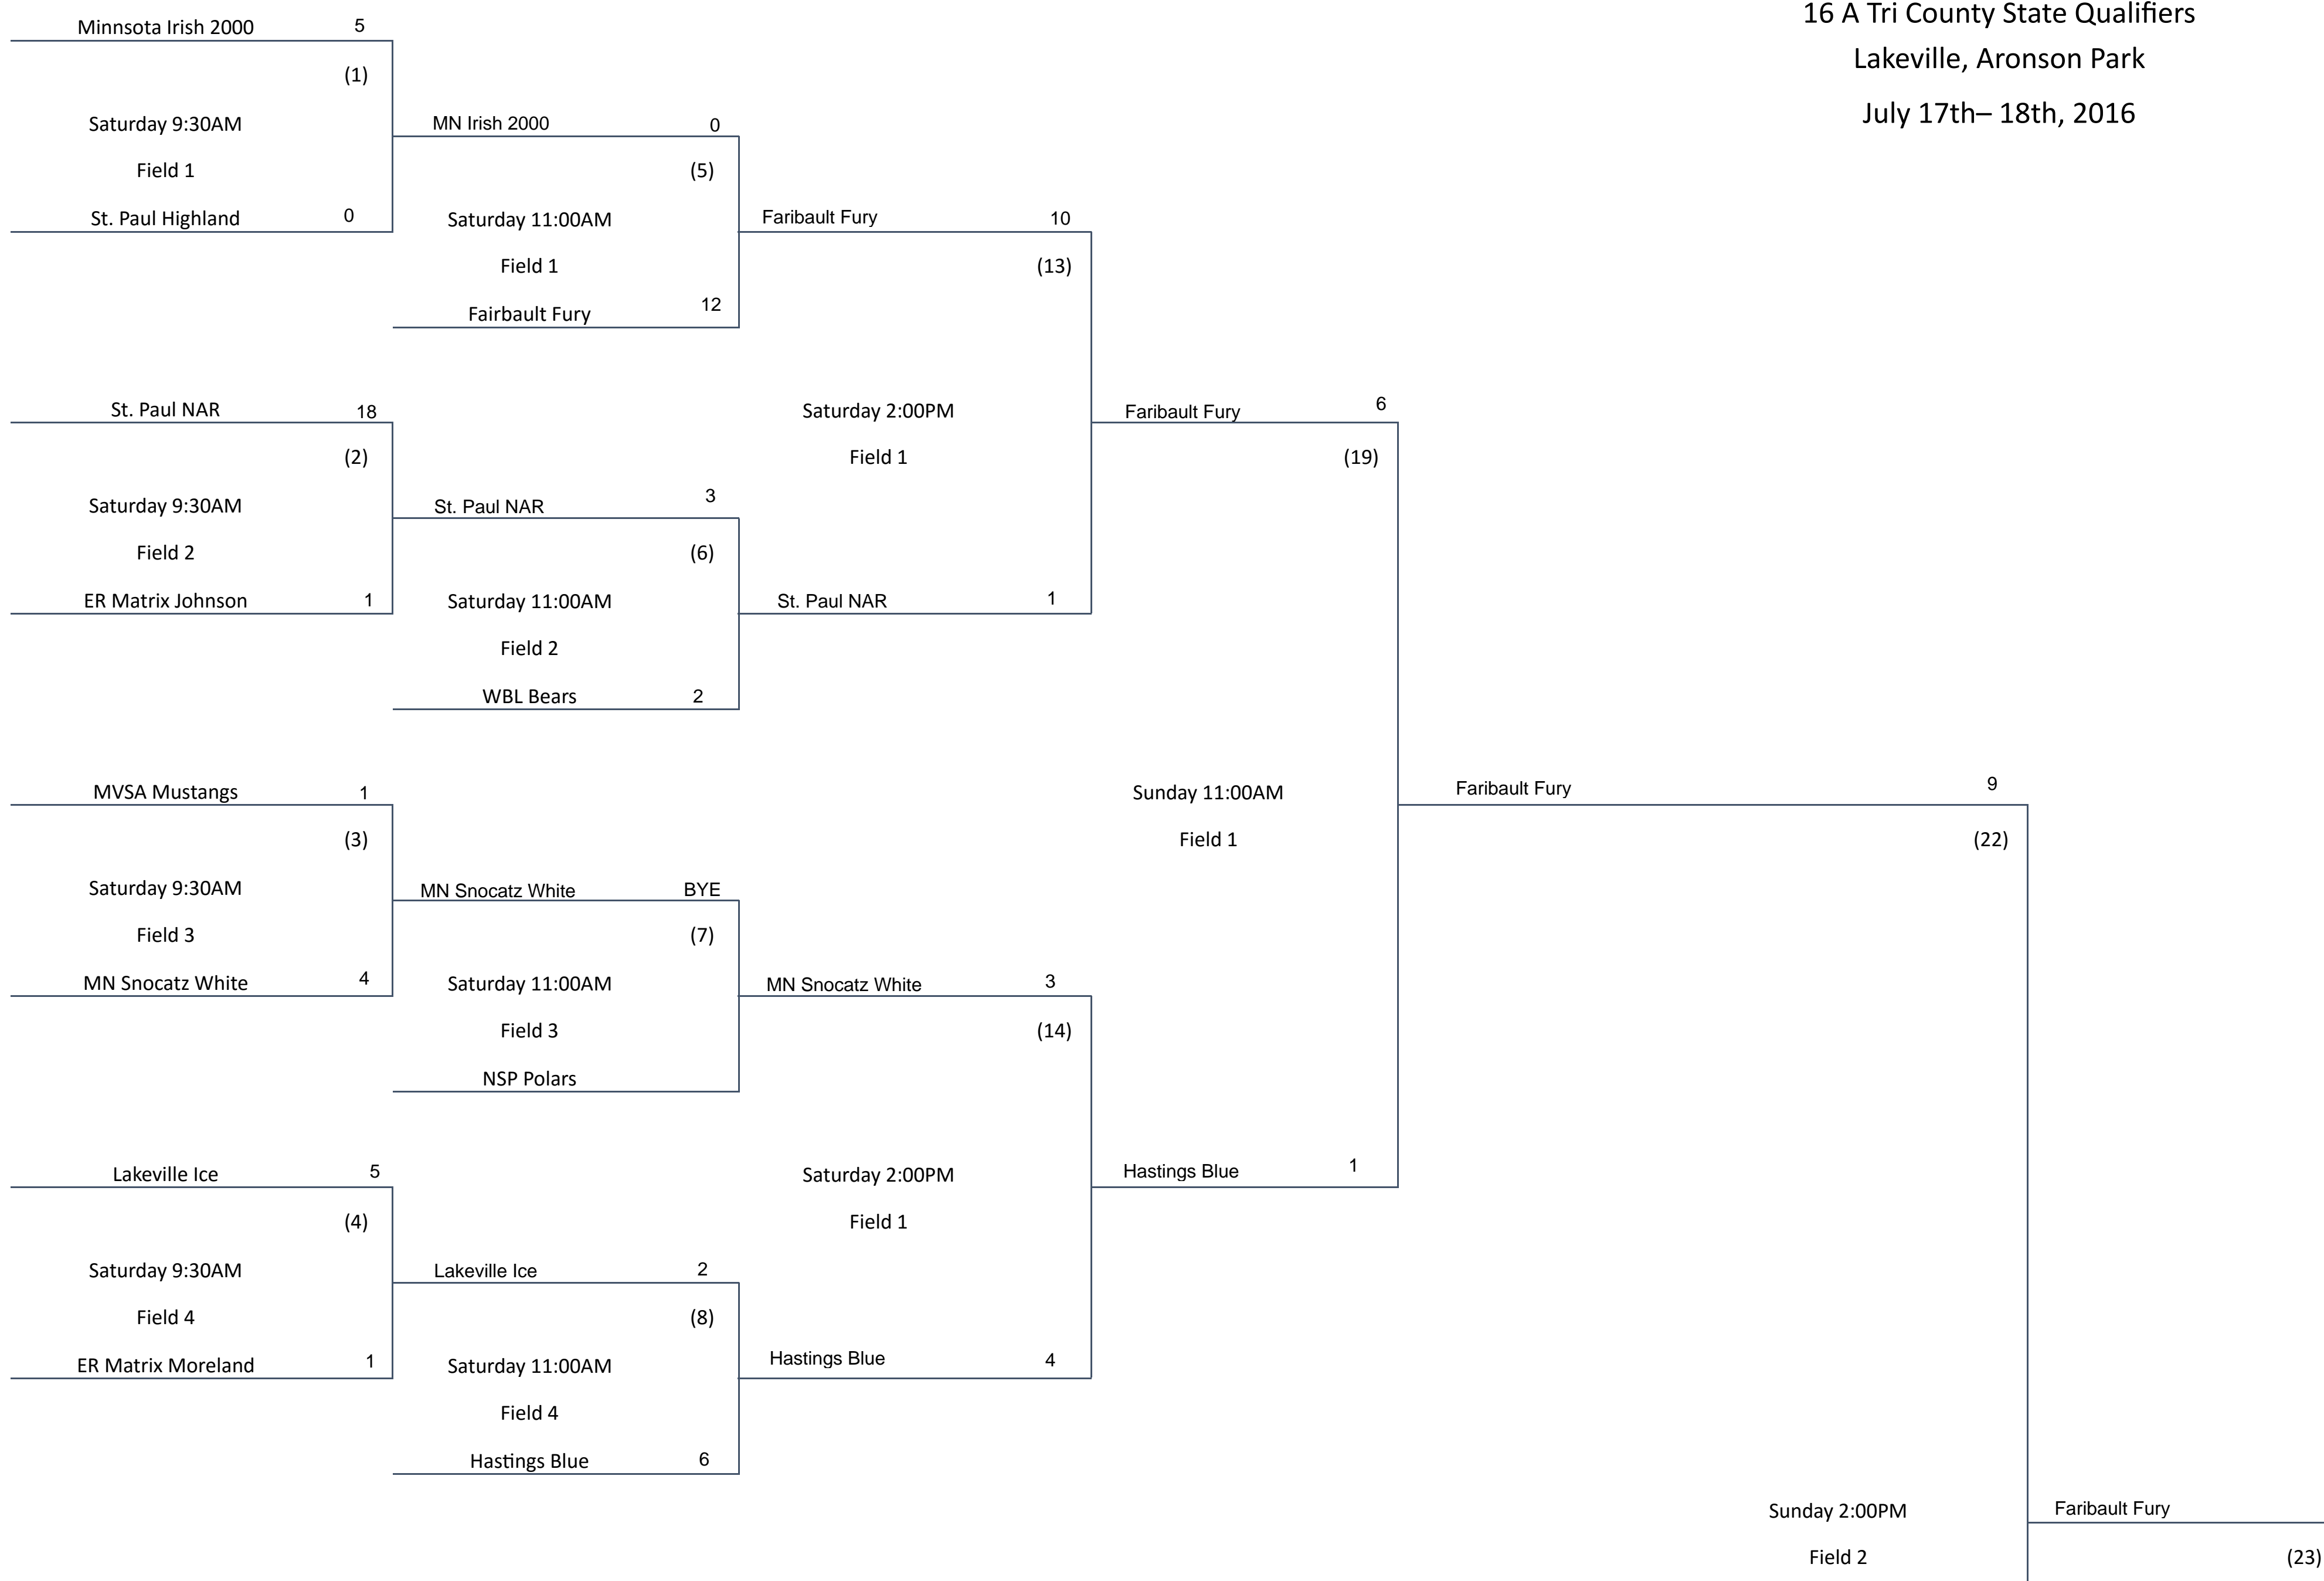 16 A Tri County State Qualifiers
Lakeville, Aronson Park
July 17th– 18th, 2016
Minnsota Irish 2000 5
(1)
Saturday 9:30AM
Field 1
St. Paul Highland 0
MN Irish 2000 0
(5)
Saturday 11:00AM
Field 1
Fairbault Fury 12
Faribault Fury 10
(13)
Saturday 2:00PM
Field 1
St. Paul NAR 18
(2)
Saturday 9:30AM
Field 2
ER Matrix Johnson 1
St. Paul NAR 3
(6)
Saturday 11:00AM
Field 2
WBL Bears 2
St. Paul NAR 1
Faribault Fury 6
(19)
Sunday 11:00AM
Field 1
MVSA Mustangs 1
(3)
Saturday 9:30AM
Field 3
MN Snocatz White 4
MN Snocatz White BYE
(7)
Saturday 11:00AM
Field 3
NSP Polars
MN Snocatz White 3
(14)
Saturday 2:00PM
Field 1
Lakeville Ice 5
(4)
Saturday 9:30AM
Field 4
ER Matrix Moreland 1
Lakeville Ice 2
(8)
Saturday 11:00AM
Field 4
Hastings Blue 6
Hastings Blue 4
Hastings Blue 1
Faribault Fury 9
(22)
Sunday 2:00PM
Field 2
Faribault Fury
(23)